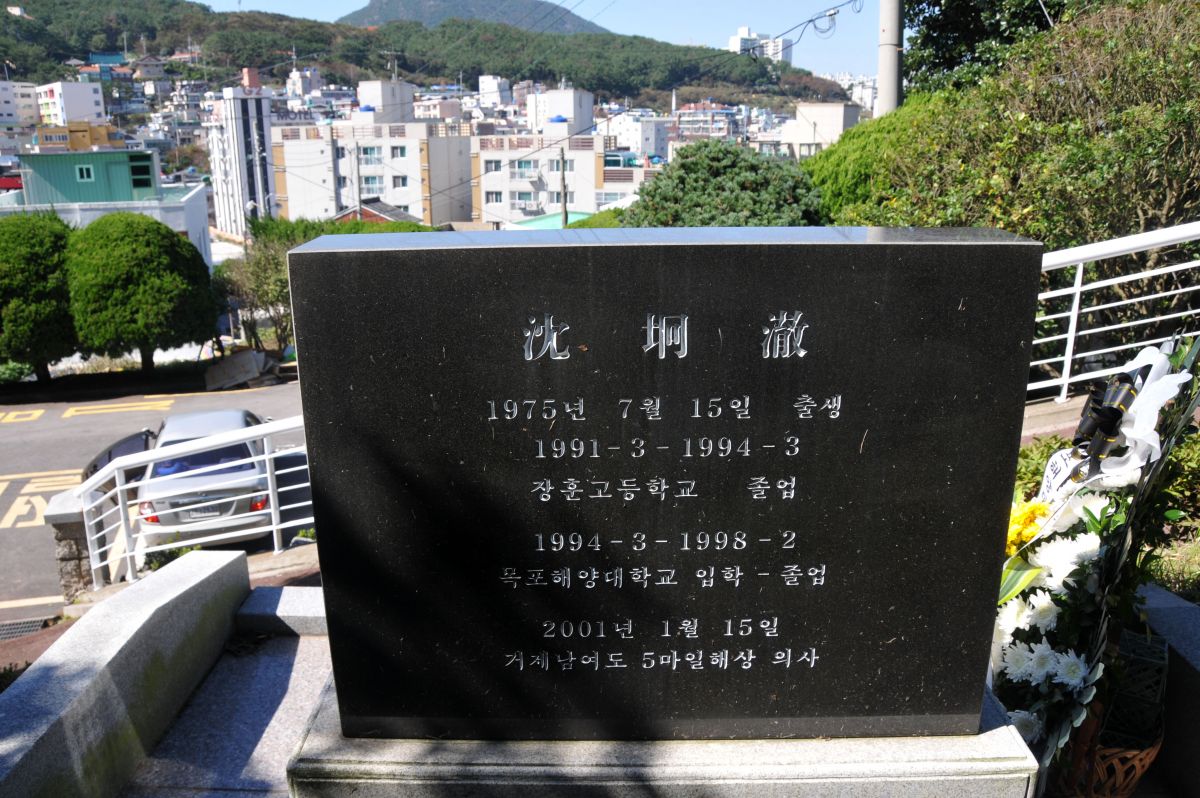 沈坰澈
1975년 7월 15일 출생
1991-3-1994-3
장훈고등학교 졸업
1994-3-1998-2
목포해양대학교 입학-졸업
2001년 1월 15일
거제남여도 5마일해상 의사
MOTEL